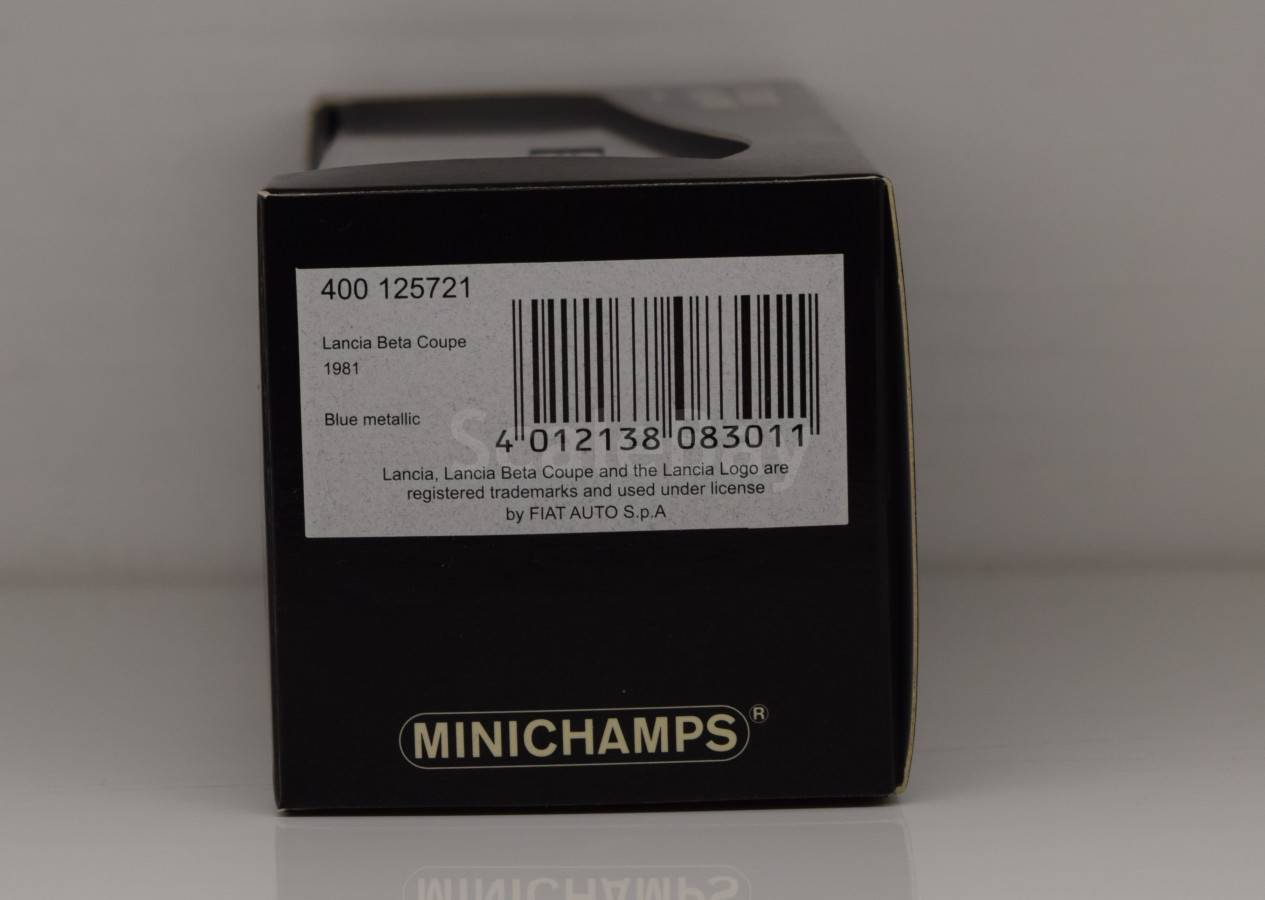 400 125721
Lancia Beta Coupe
1981
Blue metallic
4 012138 083011
Lancia, Lancia Beta Coupe and the Lancia Logo are
registered trademarks and used under license
by FIAT AUTO S.p.A
MINICHAMPS®